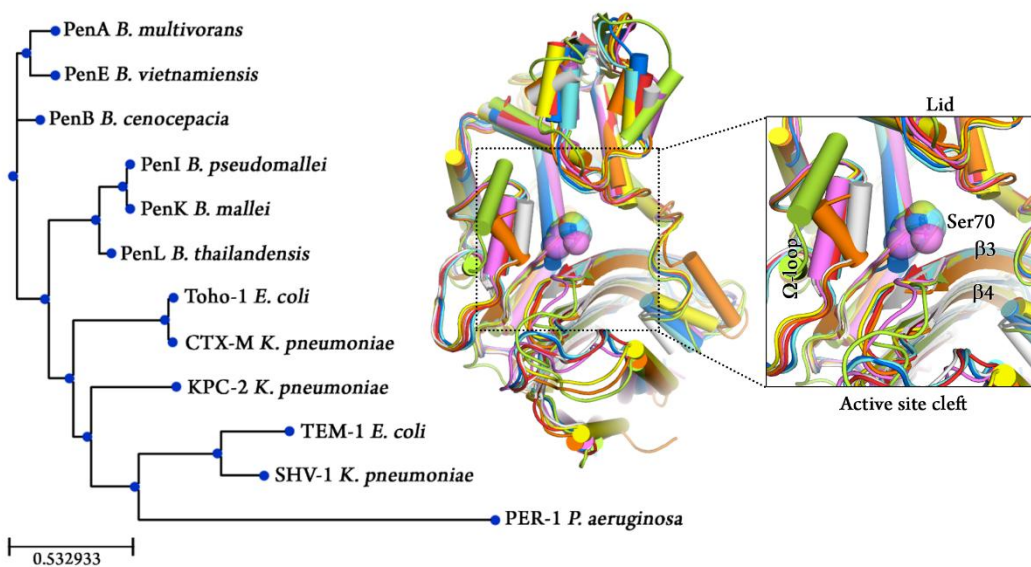 PenA B. multivorans
PenE B. vietnamiensis
PenB B. cenocepacia
PenI B. pseudomallei
PenK B. mallei
PenL B. thailandensis
Toho-1 E. coli
CTX-M K. pneumoniae
KPC-2 K. pneumoniae
TEM-1 E. coli
SHV-1 K. pneumoniae
PER-1 P. aeruginosa
0.532933
Lid
Ser70
β3
Ω-loop
β4
Active site cleft